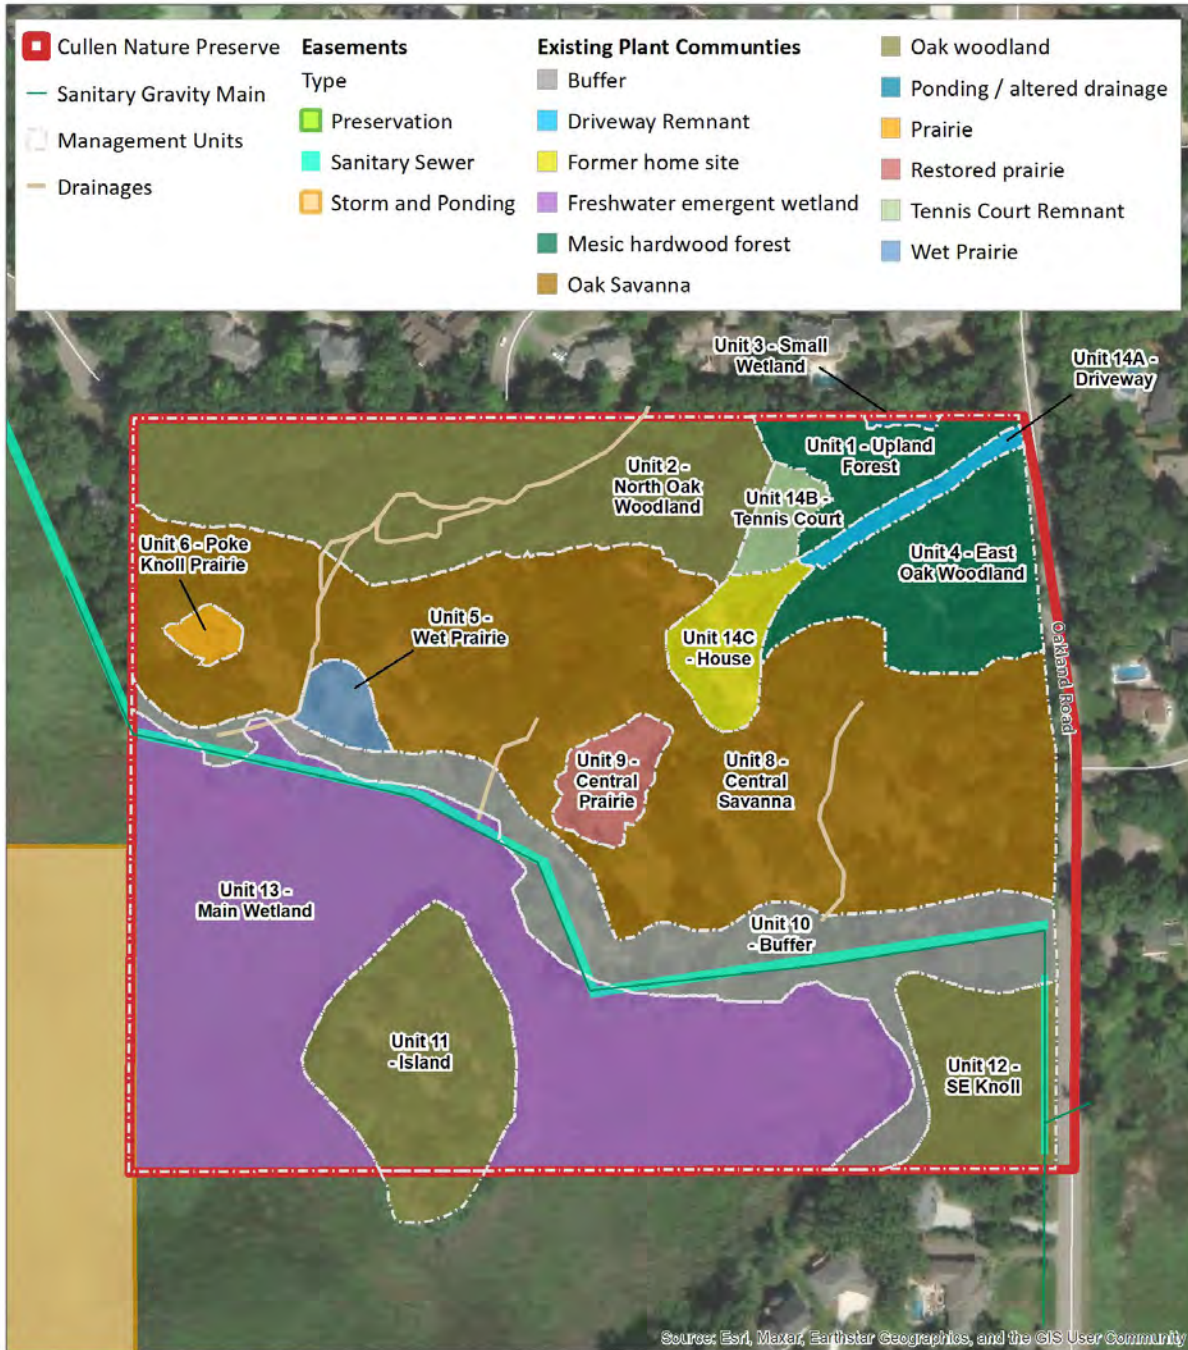 Cullen Nature Preserve
Sanitary Gravity Main
Management Units
Drainages
Easements
Type
Preservation
Sanitary Sewer
Storm and Ponding
Existing Plant Communties
Buffer
Driveway Remnant
Former home site
Freshwater emergent wetland
Mesic hardwood forest
Oak Savanna
Oak woodland
Ponding / altered drainage
Prairie
Restored prairie
Tennis Court Remnant
Wet Prairie
Unit 3 - Small
Wetland
Unit 14A -
Driveway
Unit 1 - Upland
Forest
Unit 2 -
North Oak
Woodland
Unit 14B -
Tennis Court
Unit 6 - Poke
Knoll Prairie
Unit 4 - East
Oak Woodland
Unit 5 -
Wet Prairie
Unit 14C
- House
Oakland Road
Unit 9 -
Central
Prairie
Unit 8 -
Central
Savanna
Unit 13 -
Main Wetland
Unit 10
- Buffer
Unit 11
- Island
Unit 12 -
SE Knoll
Source: Esri, Maxar, Earthstar Geographics, and the GIS User Community